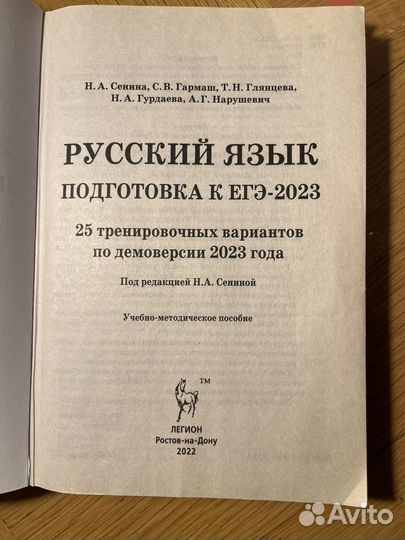 Н. А. Сенина, С. В. Гармаш, Т. Н. Глянцева,
Н. А. Гурдаева, А. Г. Нарушевич
РУССКИЙ ЯЗЫК
ПОДГОТОВКА К ЕГЭ-2023
25 тренировочных вариантов
по демоверсии 2023 года
Под редакцией Н.А. Сениной
Учебно-методическое пособие
TM
ЛЕГИОН
Ростов-на-Дону
2022
Avito